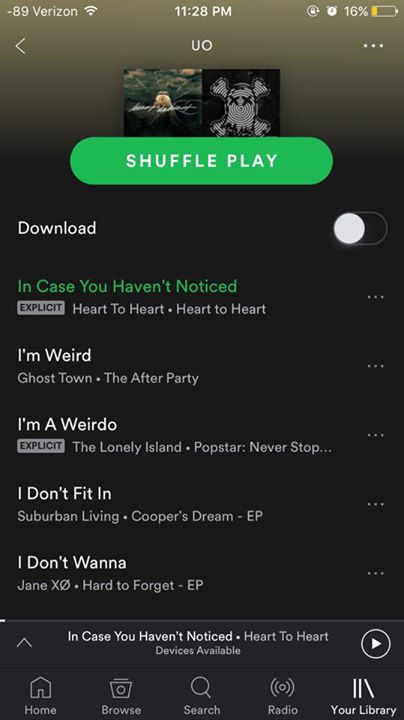 -89 Verizon 11:28 PM 16%
UO
SHUFFLE PLAY
Download
In Case You Haven't Noticed
EXPLICIT Heart To Heart • Heart to Heart
I'm Weird
Ghost Town • The After Party
I'm A Weirdo
EXPLICIT The Lonely Island • Popstar: Never Stop...
I Don't Fit In
Suburban Living • Cooper's Dream - EP
I Don't Wanna
Jane XØ • Hard to Forget - EP
In Case You Haven't Noticed • Heart To Heart
Devices Available
Home Browse Search Radio Your Library